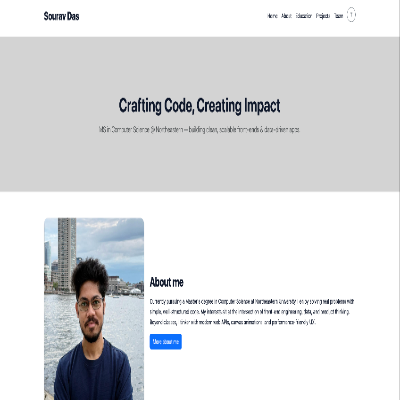 Sourav Das
Home About Education Projects Team
Crafting Code, Creating Impact
MS in Computer Science @ Northeastern — building clean, scalable front-ends & data-driven apps.
About me
Currently pursuing a Master's degree in Computer Science at Northeastern University, I enjoy solving real problems with
simple, well-structured code. My interests sit at the intersection of front-end engineering, data, and product thinking.
Beyond classes, I tinker with modern web APIs, canvas animations, and performance-friendly UX.
More about me